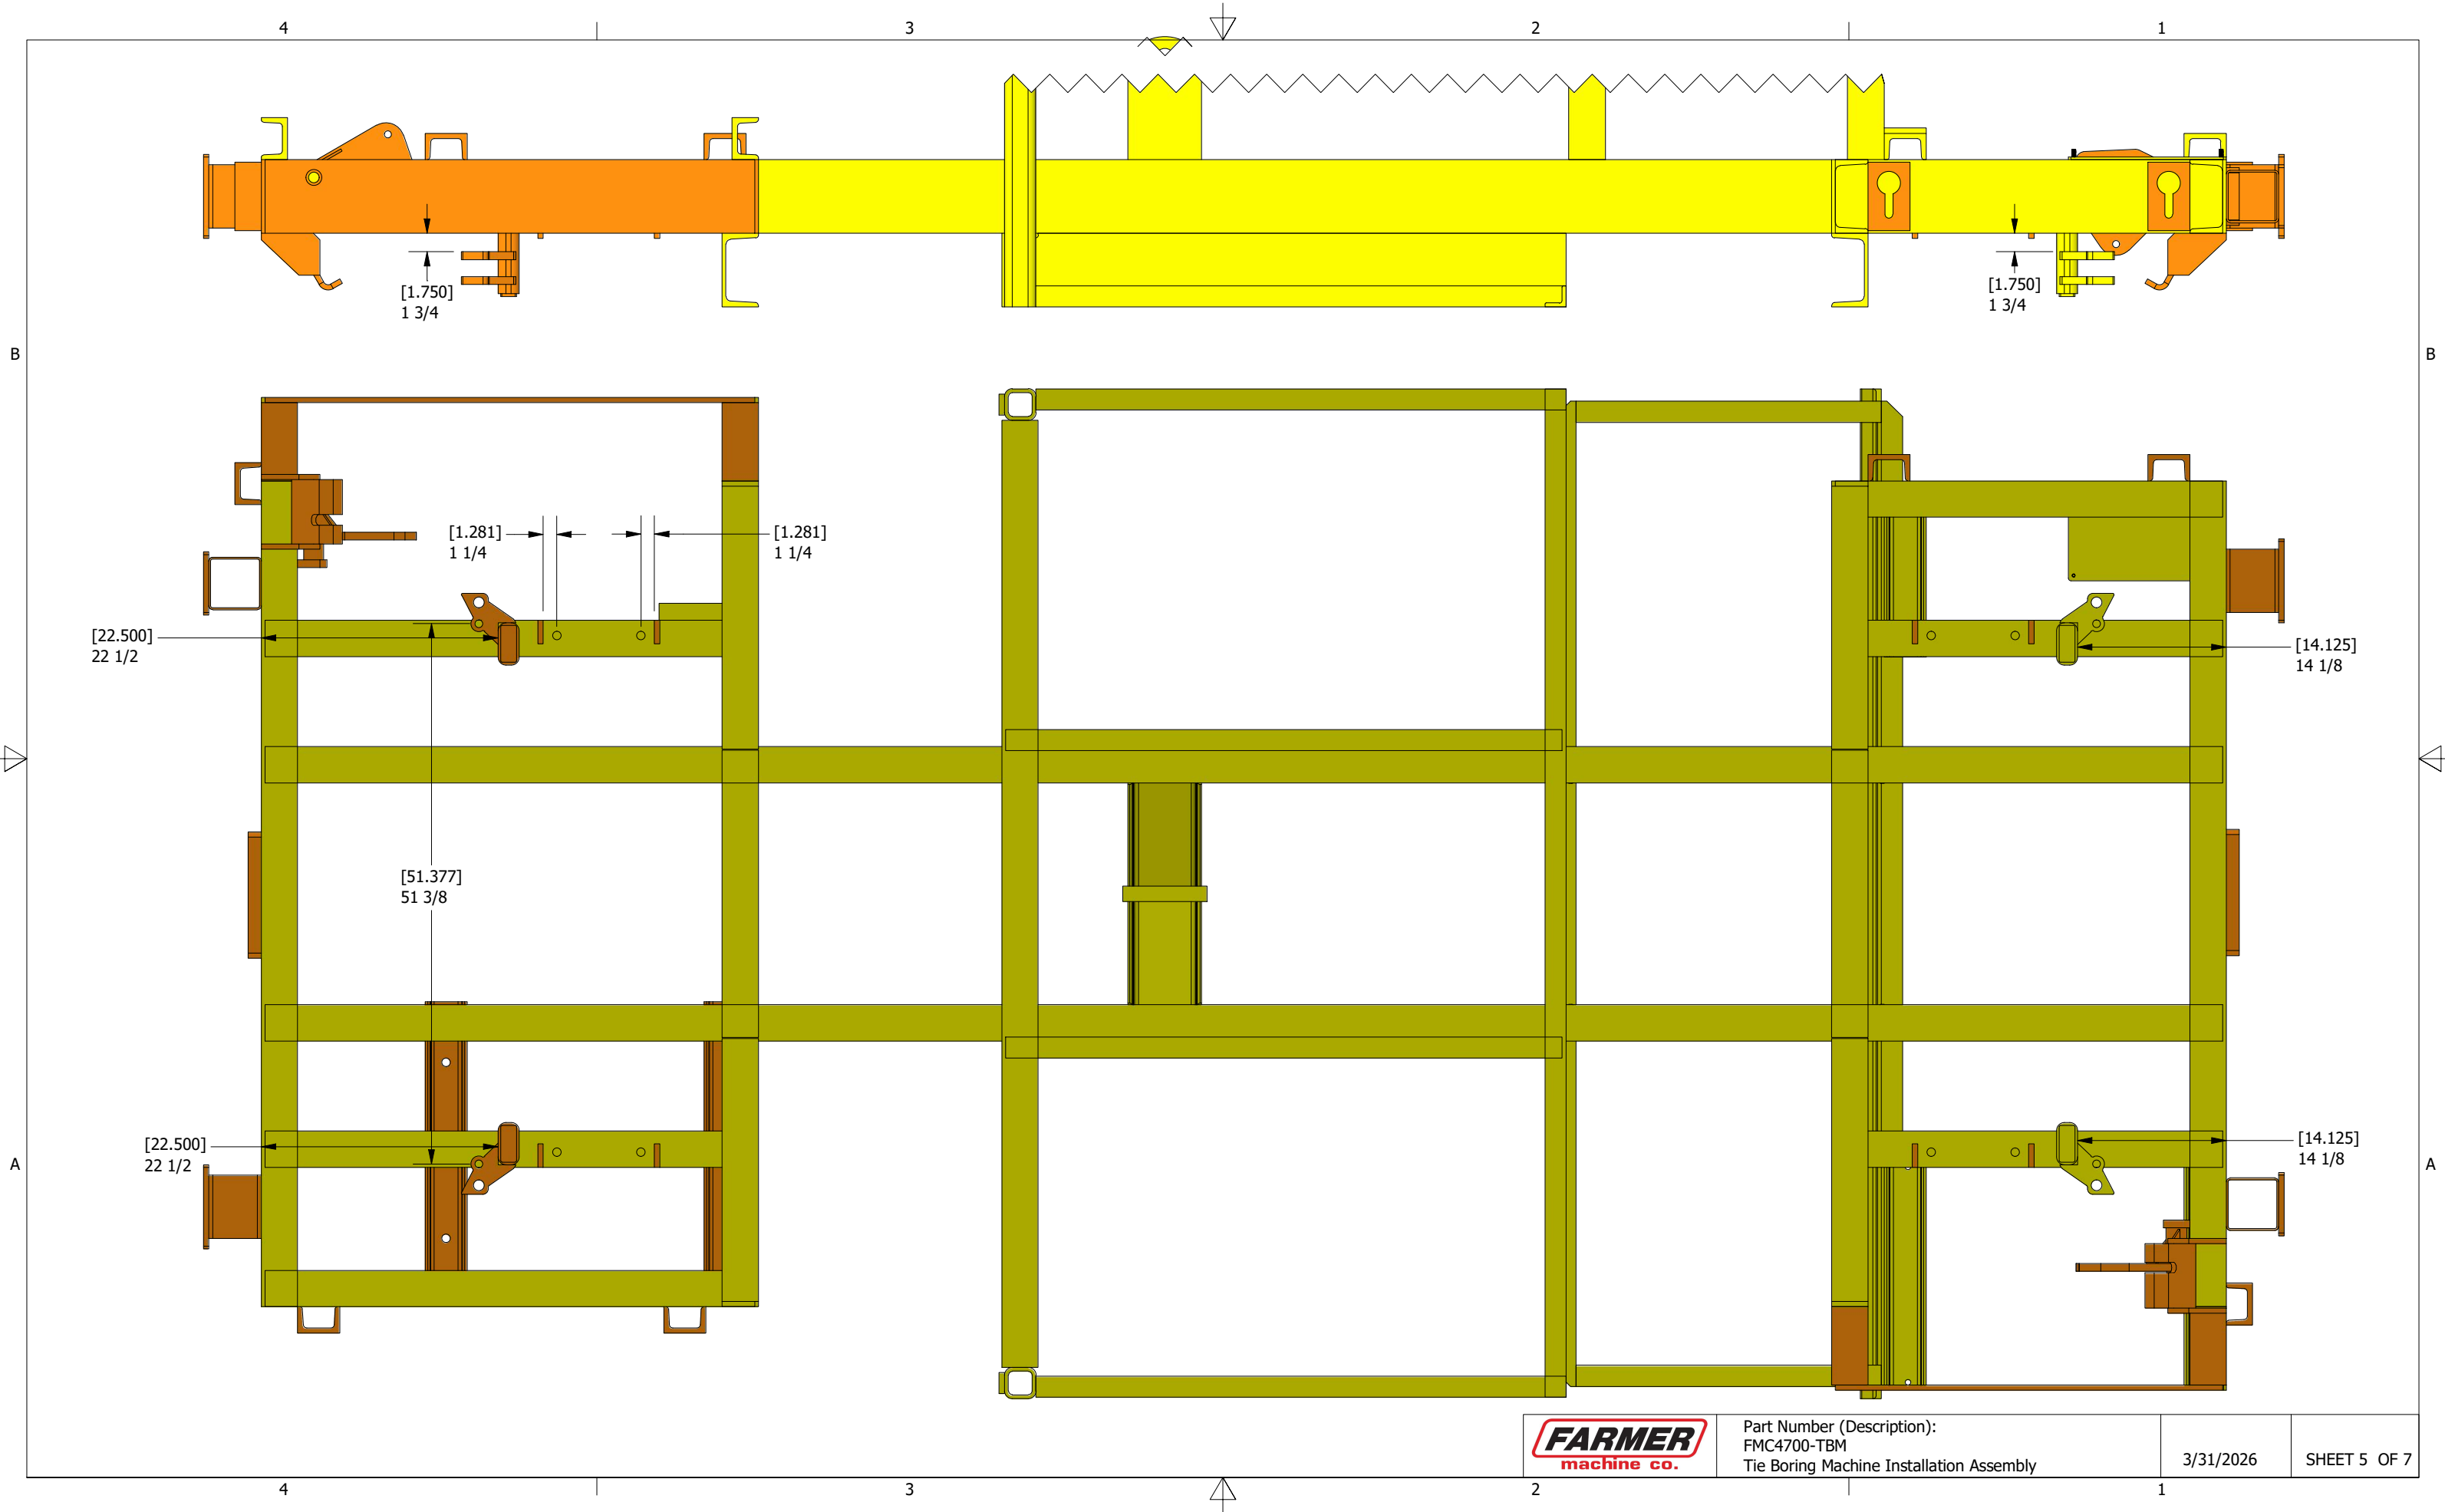 4 3 2 1
[1.750]
1 3/4
[1.750]
1 3/4
B B
[1.281]
1 1/4
[1.281]
1 1/4
[22.500]
22 1/2
[14.125]
14 1/8
[51.377]
51 3/8
[22.500]
22 1/2
[14.125]
14 1/8
A A
FARMER
machine co.
Part Number (Description):
FMC4700-TBM
Tie Boring Machine Installation Assembly
3/31/2026
SHEET 5 OF 7
4 3 2 1